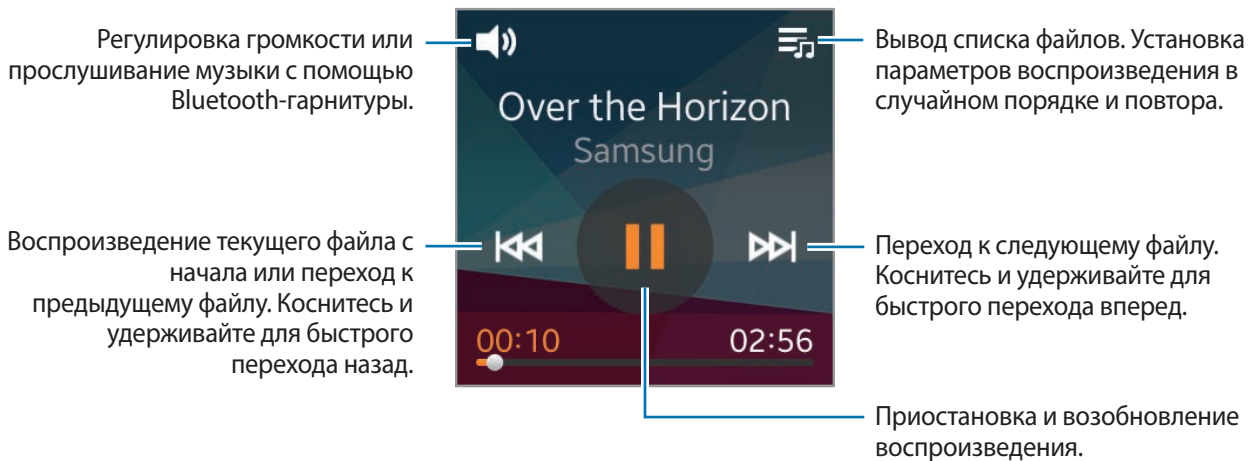 Регулировка громкости или
прослушивание музыки с помощью
Bluetooth-гарнитуры.
Вывод списка файлов. Установка
параметров воспроизведения в
случайном порядке и повтора.
Over the Horizon
Samsung
Воспроизведение текущего файла с
начала или переход к
предыдущему файлу. Коснитесь и
удерживайте для быстрого
перехода назад.
Переход к следующему файлу.
Коснитесь и удерживайте для
быстрого перехода вперед.
00:10
02:56
Приостановка и возобновление
воспроизведения.